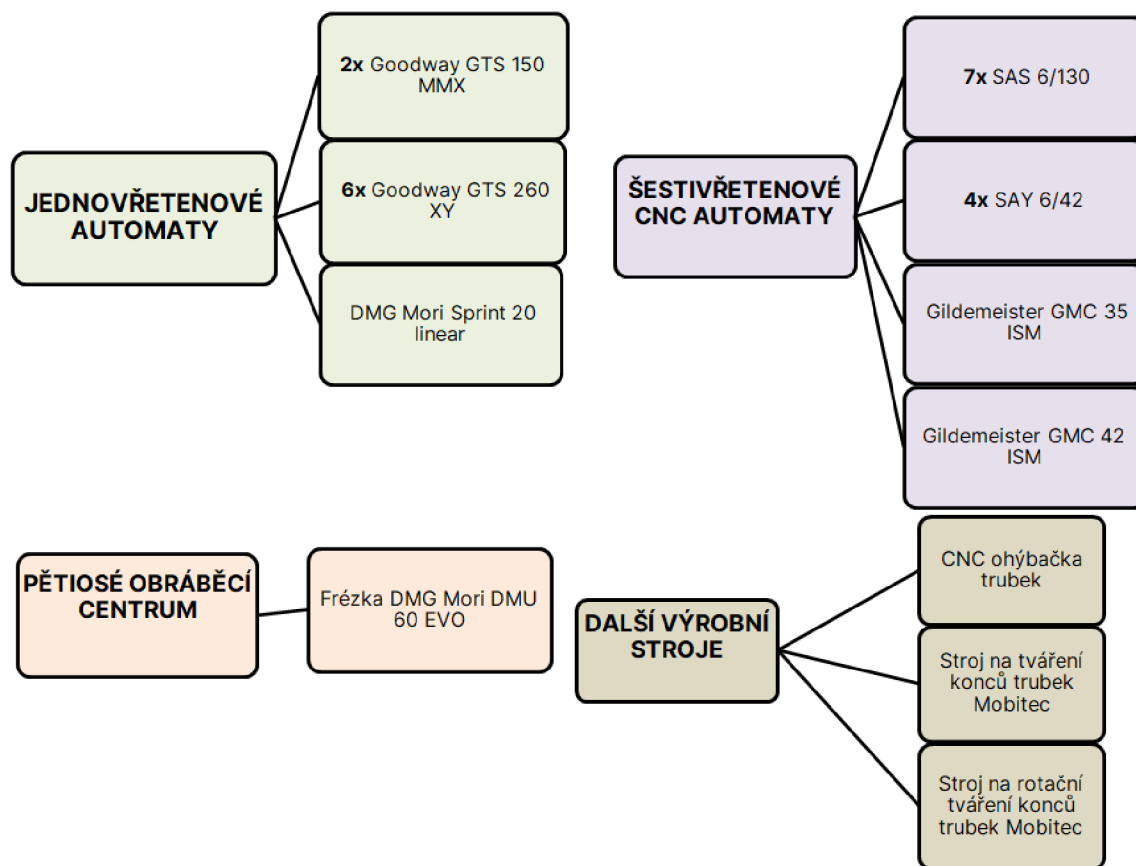 JEDNOVŘETENOVÉ
AUTOMATY
2x Goodway GTS 150
MMX
6x Goodway GTS 260
XY
DMG Mori Sprint 20
linear
ŠESTIVŘETENOVÉ
CNC AUTOMATY
7x SAS 6/130
4x SAY 6/42
Gildemeister GMC 35
ISM
Gildemeister GMC 42
ISM
PĚTIOSÉ OBRÁBĚCÍ
CENTRUM
Frézka DMG Mori DMU
60 EVO
DALŠÍ VÝROBNÍ
STROJE
CNC ohýbačka
trubek
Stroj na tváření
konců trubek
Mobitec
Stroj na rotační
tváření konců
trubek Mobitec